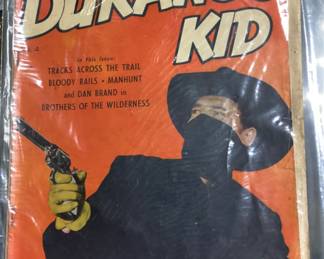 DURANGO
KID
in this issue:
TRACKS ACROSS THE TRAIL
BLOODY RAILS • MANHUNT
and DAN BRAND in
BROTHERS OF THE WILDERNESS